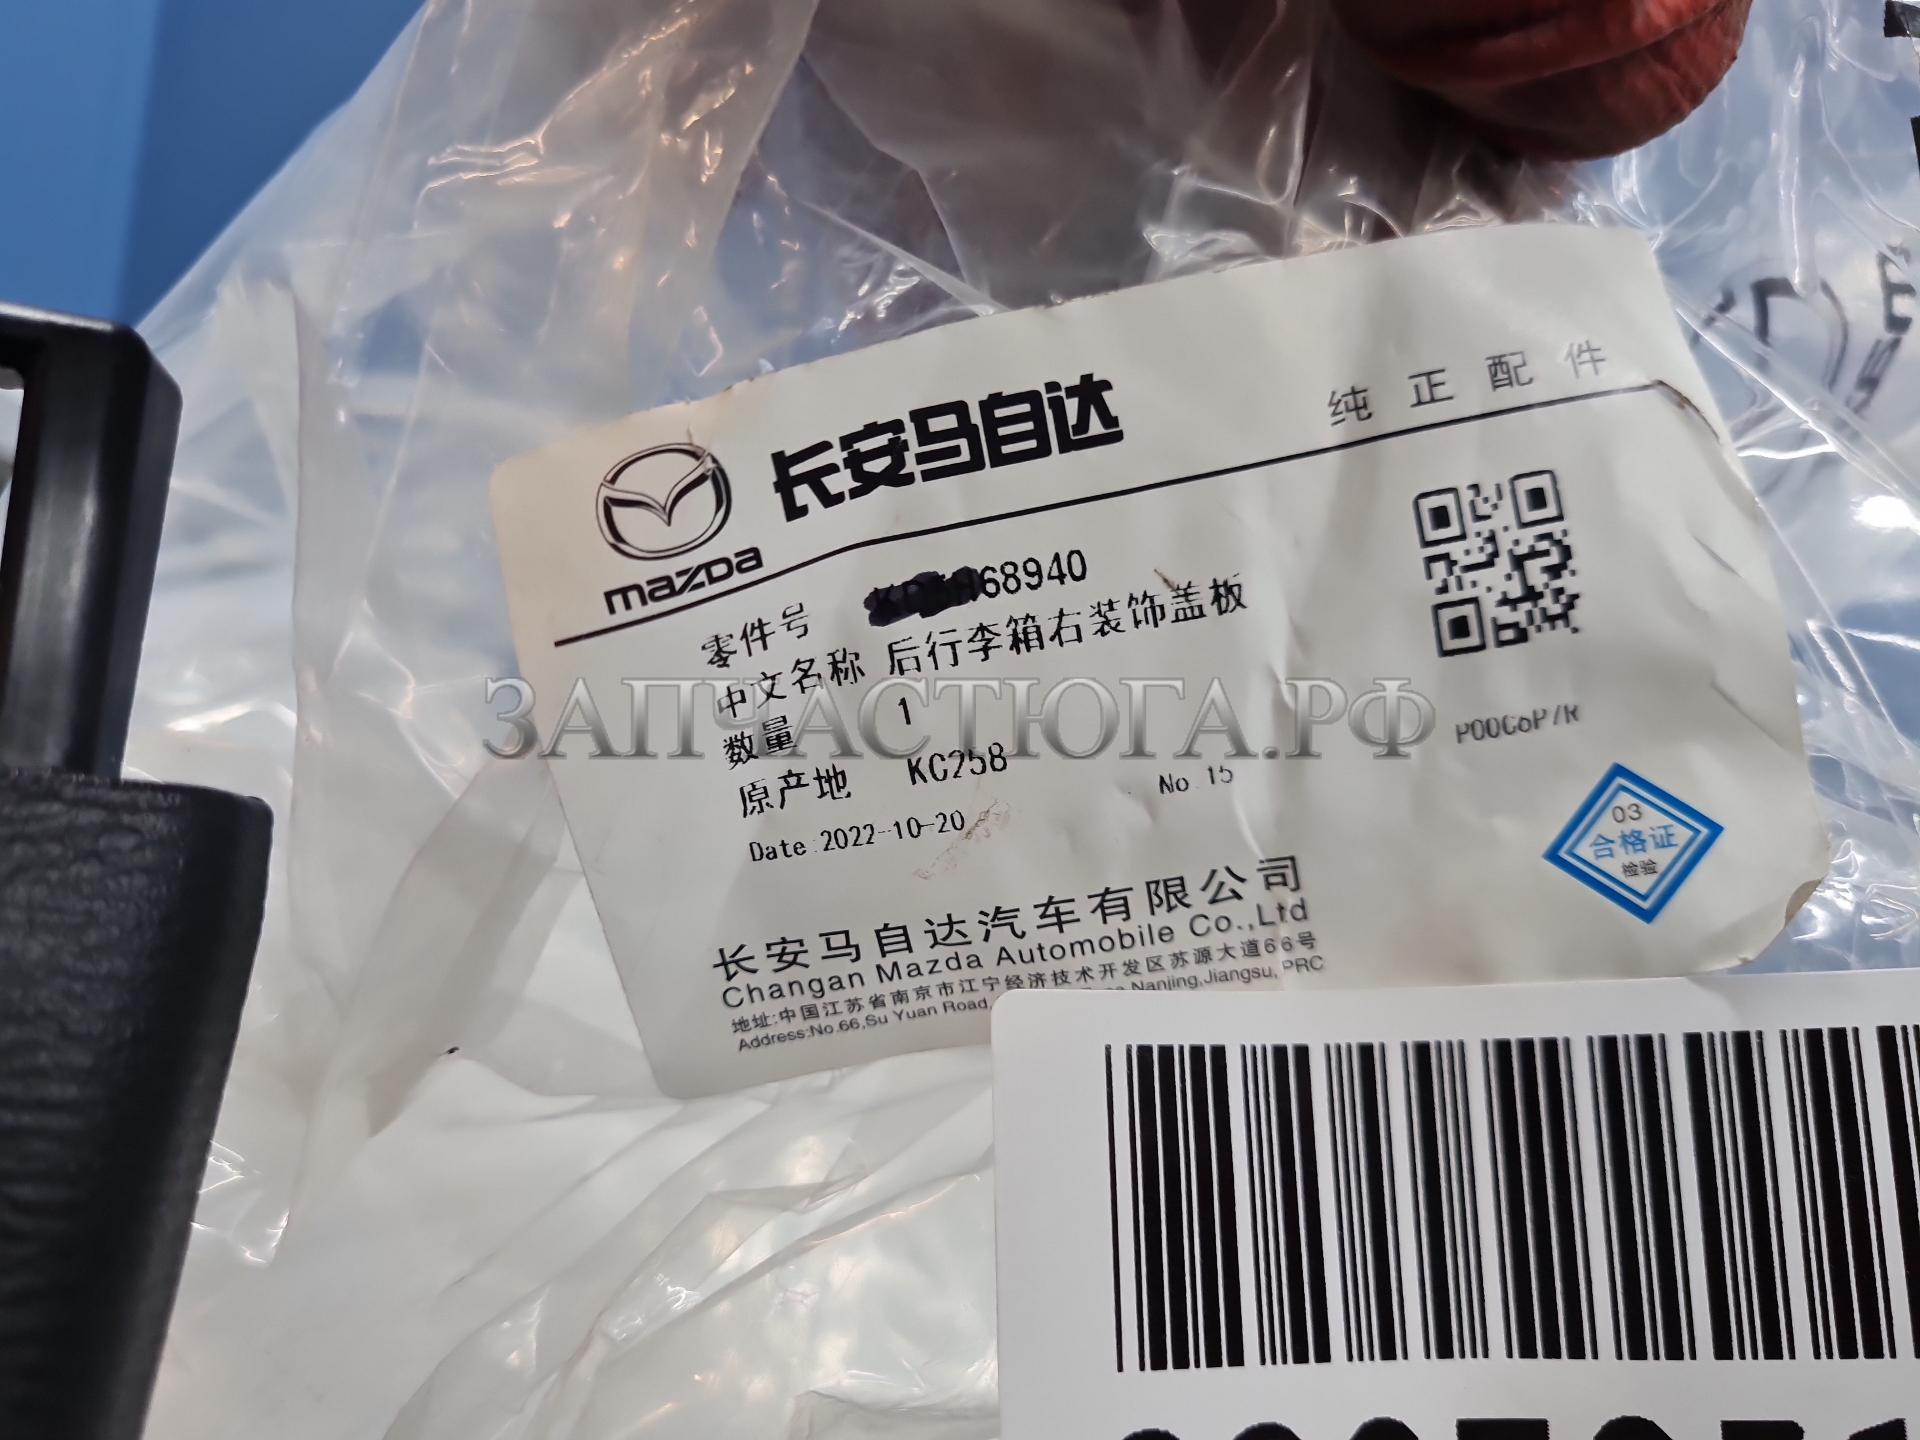 长安马自达
纯正配件
mazda
零件号 68940
中文名称 后行李箱右装饰盖板
数量 1
原产地 KC258
Date:2022-10-20
No.15
P00C6P/R
03
合格证
检验
长安马自达汽车有限公司
Changan Mazda Automobile Co.,Ltd
地址:中国江苏省南京市江宁经济技术开发区苏源大道66号
Address:No.66,Su Yuan Road, Nanjing,Jiangsu, PRC
ЗАПЧАСТЮГА.РФ